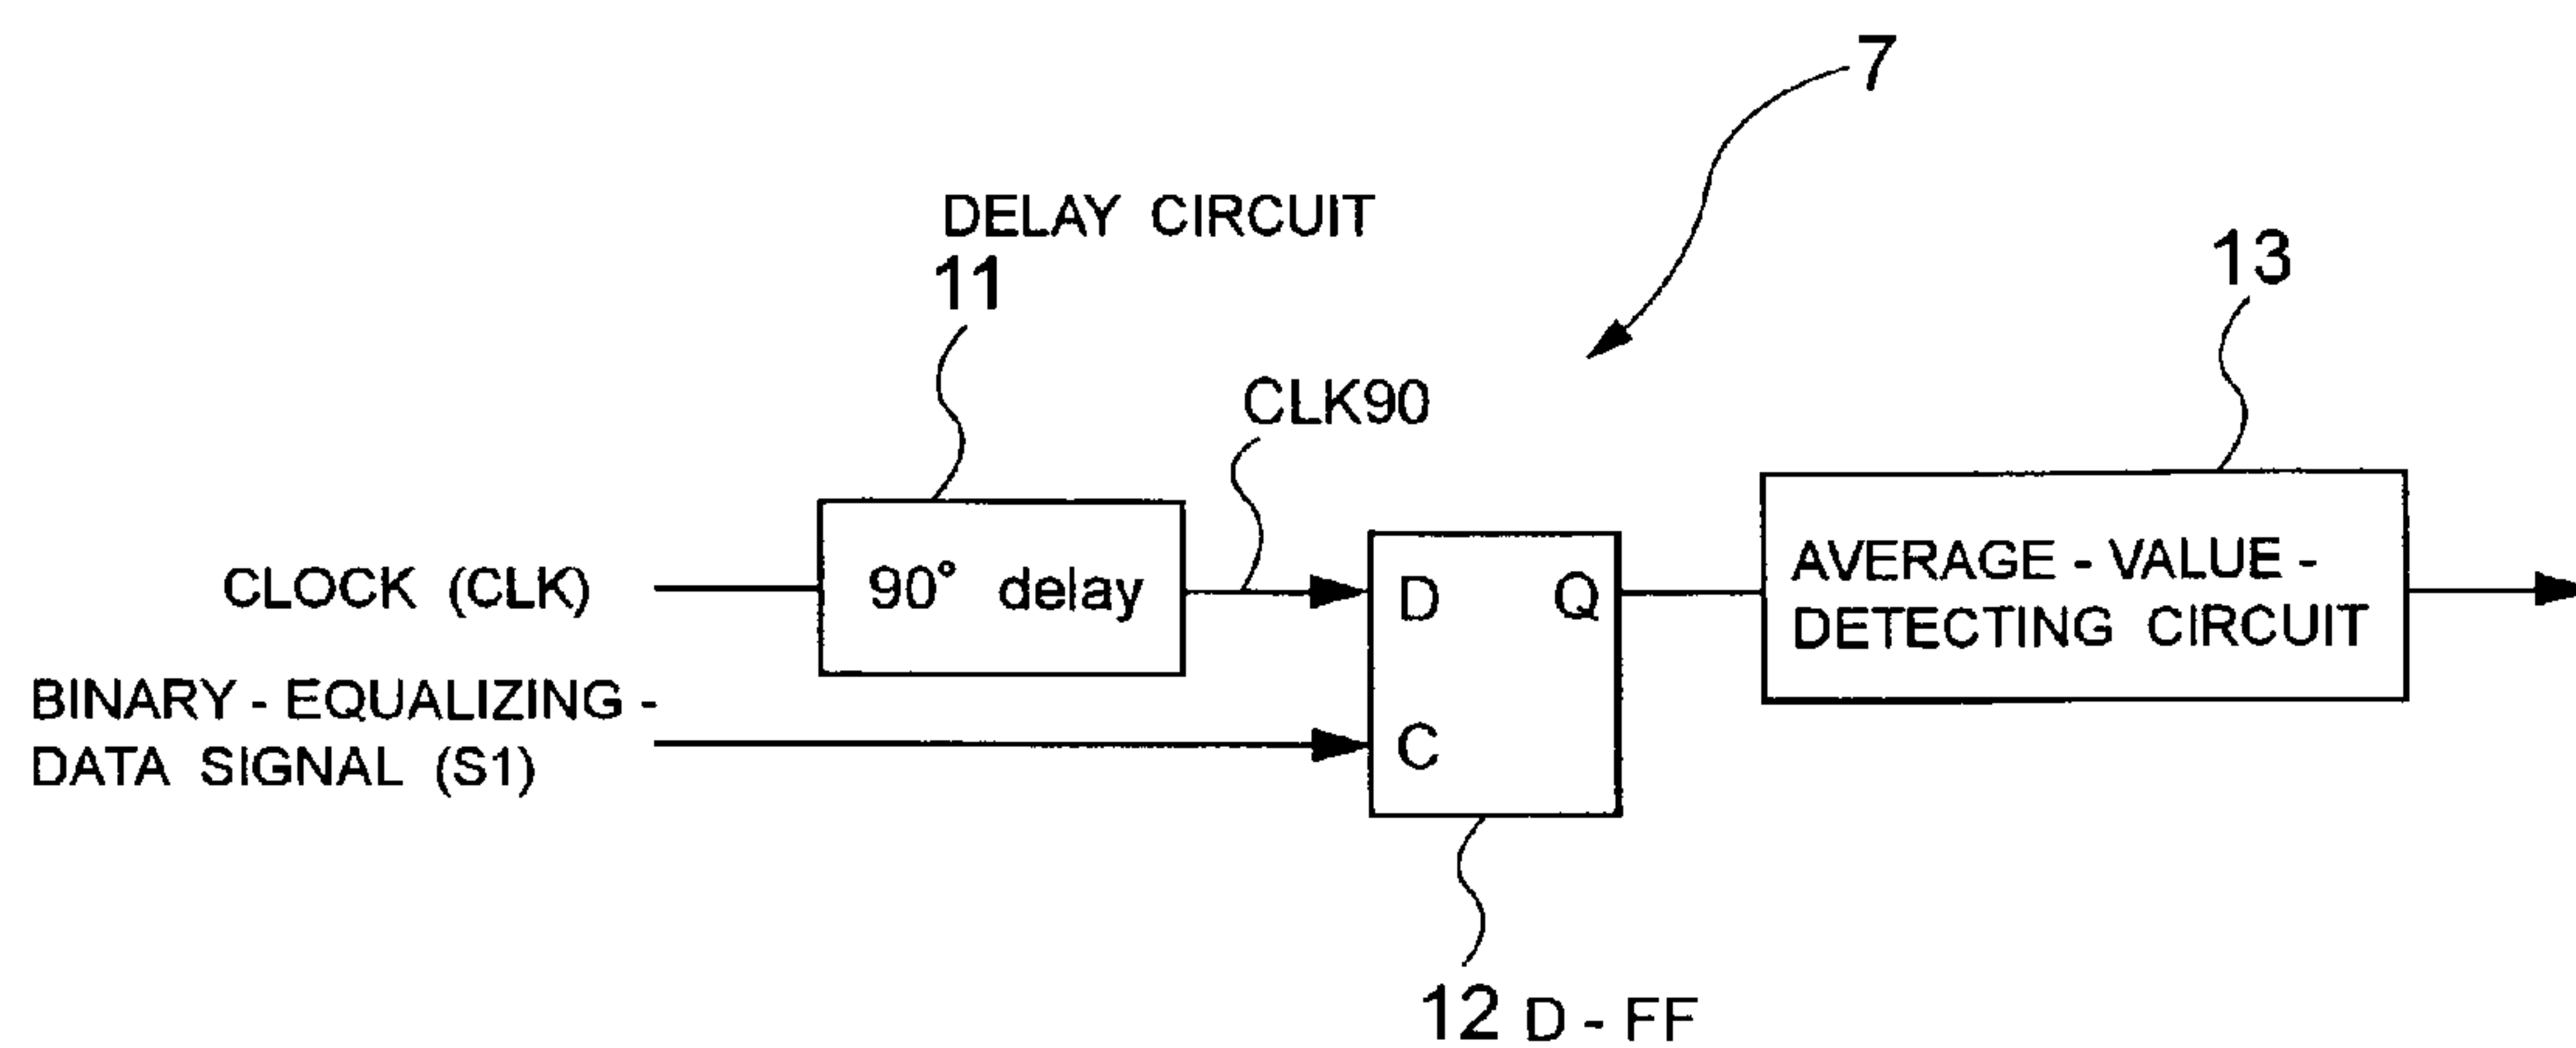 7
DELAY CIRCUIT
11
13
CLK90
CLOCK (CLK)
90° delay
D Q
C
AVERAGE - VALUE -
DETECTING CIRCUIT
BINARY - EQUALIZING -
DATA SIGNAL (S1)
12 D - FF